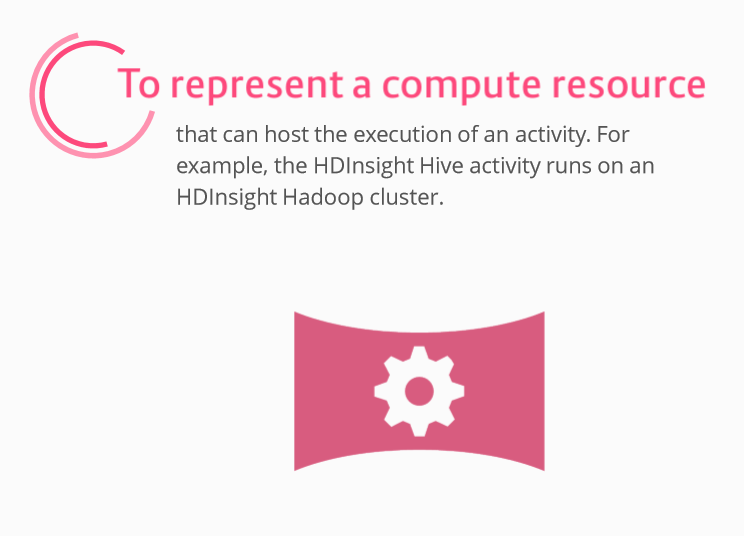 To represent a compute resource
that can host the execution of an activity. For
example, the HDInsight Hive activity runs on an
HDInsight Hadoop cluster.